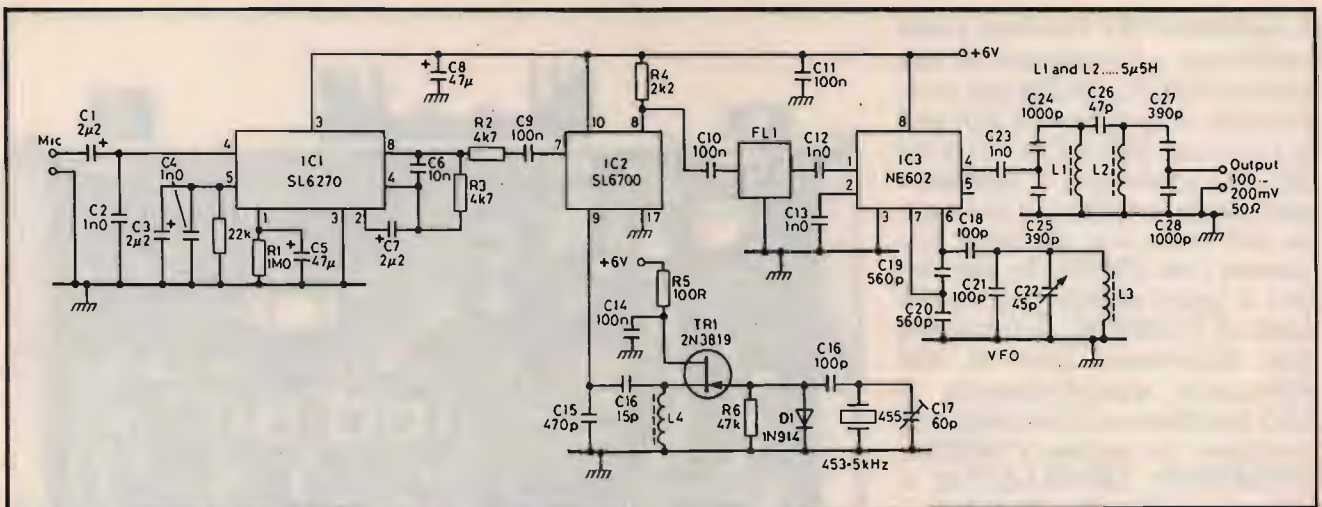 +6V
C8
47µ
R4
2k2
C11
100n
L1 and L2.....5µ5H
C24
1000p
C26
47p
C27
390p
C1
2µ2
Mic
C4
1n0
C2
1n0
C3
2µ2
22k
R1
1M0
C5
47µ
3
4
5
IC1
SL6270
8
4
1
3
2
C6
10n
R2
4k7
C9
100n
R3
4k7
C7
2µ2
10
8
7
IC2
SL6700
9
17
C10
100n
FL1
C12
1n0
C13
1n0
8
1
2
IC3
NE602
4
5
3
7
6
C23
1n0
L1
L2
C25
390p
C28
1000p
Output
100-
200mV
50Ω
C18
100p
C19
560p
C20
560p
C21
100p
C22
45p
L3
VFO
+6V
R5
100R
C14
100n
TR1
2N3819
C15
470p
C16
15p
L4
R6
47k
D1
1N914
C16
100p
455
C17
60p
453·5kHz